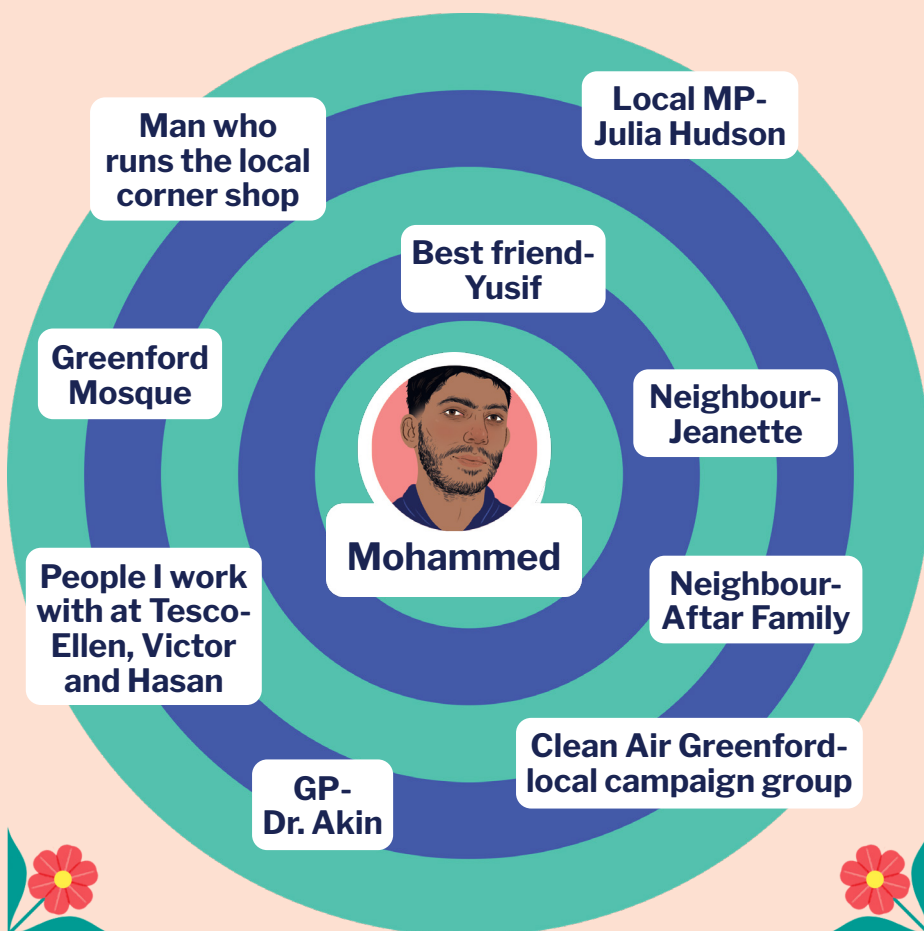 Local MP-
Julia Hudson
Man who
runs the local
corner shop
Best friend-
Yusif
Greenford
Mosque
Neighbour-
Jeanette
Mohammed
People I work
with at Tesco-
Ellen, Victor
and Hasan
Neighbour-
Aftar Family
Clean Air Greenford-
local campaign group
GP-
Dr. Akin